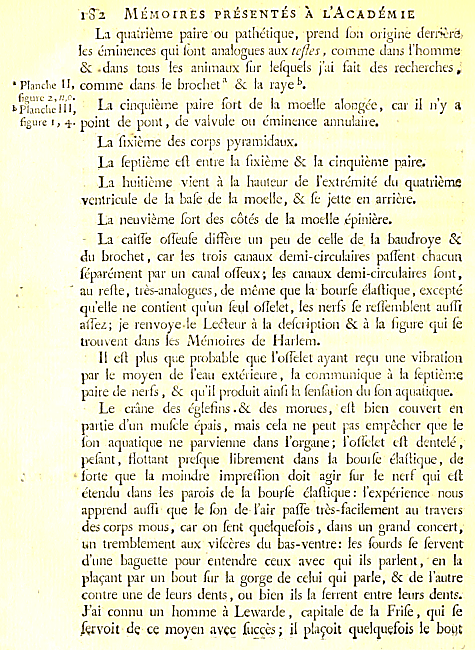 182 MÉMOIRES PRÉSENTÉS À L'ACADÉMIE
La quatrième paire ou pathétique, prend son origine derrière
les éminences qui sont analogues aux testes, comme dans l'homme
& dans tous les animaux sur lesquels j'ai fait des recherches,
comme dans le brochet a & la raye b.
a Planche II,
figure 2, n,o.
b Planche III,
figure 1, 4.
La cinquième paire sort de la moelle alongée, car il n'y a
point de pont, de valvule ou éminence annulaire.
La sixième des corps pyramidaux.
La septième est entre la sixième & la cinquième paire.
La huitième vient à la hauteur de l'extrémité du quatrième
ventricule de la base de la moelle, & se jette en arrière.
La neuvième sort des côtés de la moelle épinière.
La caisse osseuse diffère un peu de celle de la baudroye &
du brochet, car les trois canaux demi-circulaires passent chacun
séparément par un canal osseux; les canaux demi-circulaires sont,
au reste, très-analogues, de même que la bourse élastique, excepté
qu'elle ne contient qu'un seul osselet, les nerfs se ressemblent aussi
assez; je renvoye le Lecteur à la description & à la figure qui se
trouvent dans les Mémoires de Harlem.
Il est plus que probable que l'osselet ayant reçu une vibration
par le moyen de l'eau extérieure, la communique à la septième
paire de nerfs, & qu'il produit ainsi la sensation du son aquatique.
Le crâne des églefins & des morues, est bien couvert en
partie d'un muscle épais, mais cela ne peut pas empêcher que le
son aquatique ne parvienne dans l'organe; l'osselet est dentelé,
pesant, flottant presque librement dans la bourse élastique, de
sorte que la moindre impression doit agir sur le nerf qui est
étendu dans les parois de la bourse élastique: l'expérience nous
apprend aussi que le son de l'air passe très-facilement au travers
des corps mous, car on sent quelquefois, dans un grand concert,
un tremblement aux viscères du bas-ventre: les sourds se servent
d'une baguette pour entendre ceux avec qui ils parlent, en la
plaçant par un bout sur la gorge de celui qui parle, & de l'autre
contre une de leurs dents, ou bien ils la serrent entre leurs dents.
J'ai connu un homme à Lewarde, capitale de la Frise, qui se
servoit de ce moyen avec succès; il plaçoit quelquefois le bout